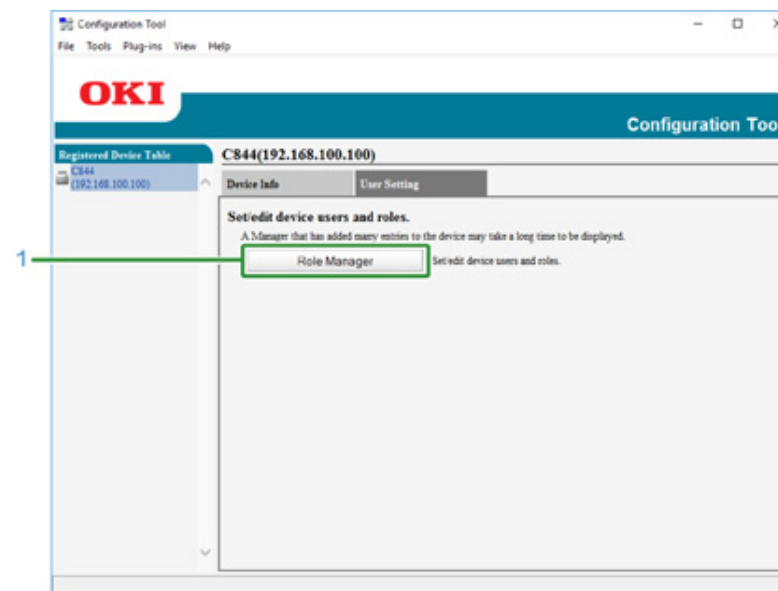 Configuration Tool
File Tools Plug-ins View Help
OKI
Configuration Too
Registered Device Table
C844
(192.168.100.100)
C844(192.168.100.100)
Device Info User Setting
Set/edit device users and roles.
A Manager that has added many entries to the device may take a long time to be displayed.
1
Role Manager Set/edit device users and roles.